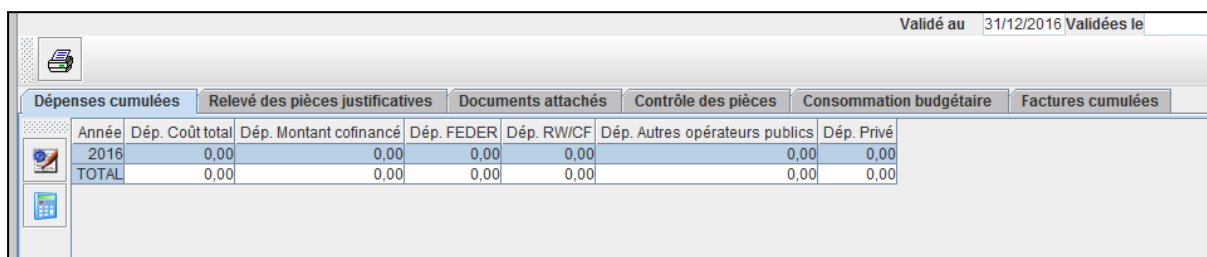 Validé au 31/12/2016 Validées le
Dépenses cumulées Relevé des pièces justificatives Documents attachés Contrôle des pièces Consommation budgétaire Factures cumulées
Année Dép. Coût total Dép. Montant cofinancé Dép. FEDER Dép. RW/CF Dép. Autres opérateurs publics Dép. Privé
2016 0,00 0,00 0,00 0,00 0,00 0,00
TOTAL 0,00 0,00 0,00 0,00 0,00 0,00